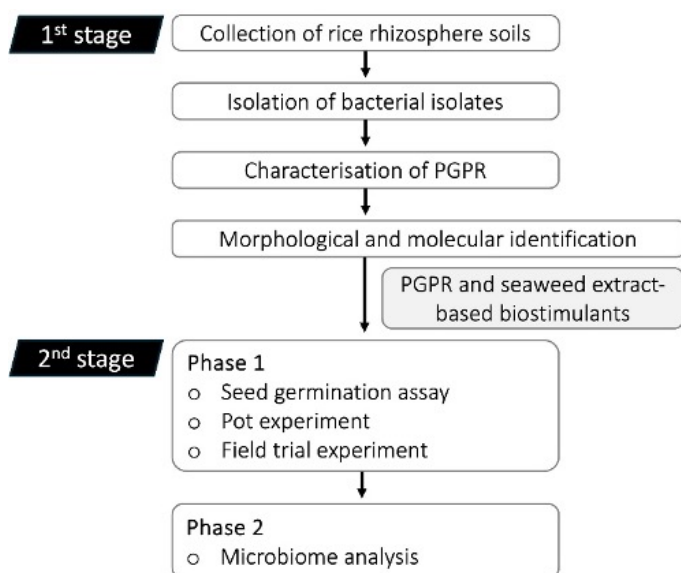 1st stage
Collection of rice rhizosphere soils
Isolation of bacterial isolates
Characterisation of PGPR
Morphological and molecular identification
PGPR and seaweed extract-
based biostimulants
2nd stage
Phase 1
o Seed germination assay
o Pot experiment
o Field trial experiment
Phase 2
o Microbiome analysis